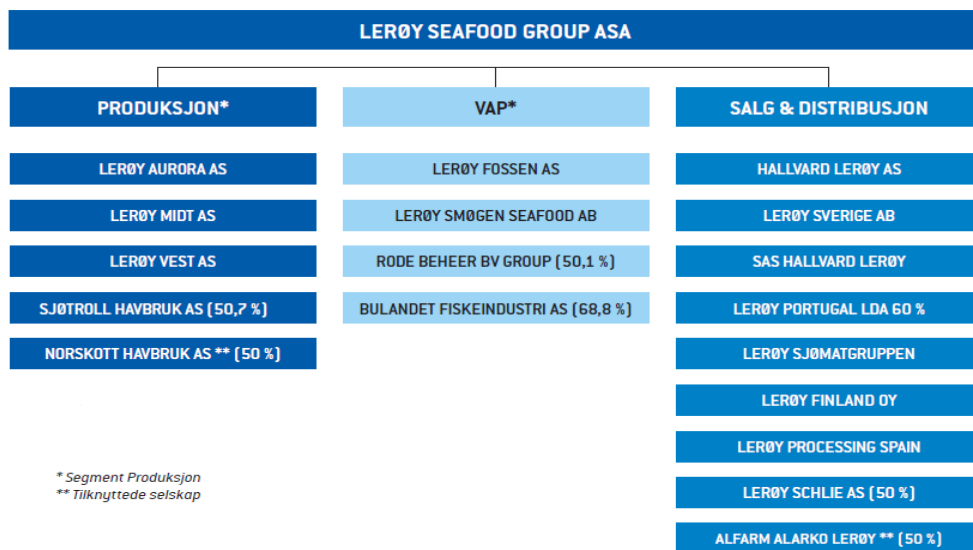 LERØY SEAFOOD GROUP ASA
PRODUKSJON*
LERØY AURORA AS
LERØY MIDT AS
LERØY VEST AS
SJØTROLL HAVBRUK AS (50,7 %)
NORSKOTT HAVBRUK AS ** (50 %)
VAP*
LERØY FOSSEN AS
LERØY SMØGEN SEAFOOD AB
RODE BEHEER BV GROUP (50,1 %)
BULANDET FISKEINDUSTRI AS (68,8 %)
SALG & DISTRIBUSJON
HALLVARD LERØY AS
LERØY SVERIGE AB
SAS HALLVARD LERØY
LERØY PORTUGAL LDA 60 %
LERØY SJØMATGRUPPEN
LERØY FINLAND OY
LERØY PROCESSING SPAIN
LERØY SCHLIE AS (50 %)
ALFARM ALARKO LERØY ** (50 %)
* Segment Produksjon
** Tilknyttede selskap